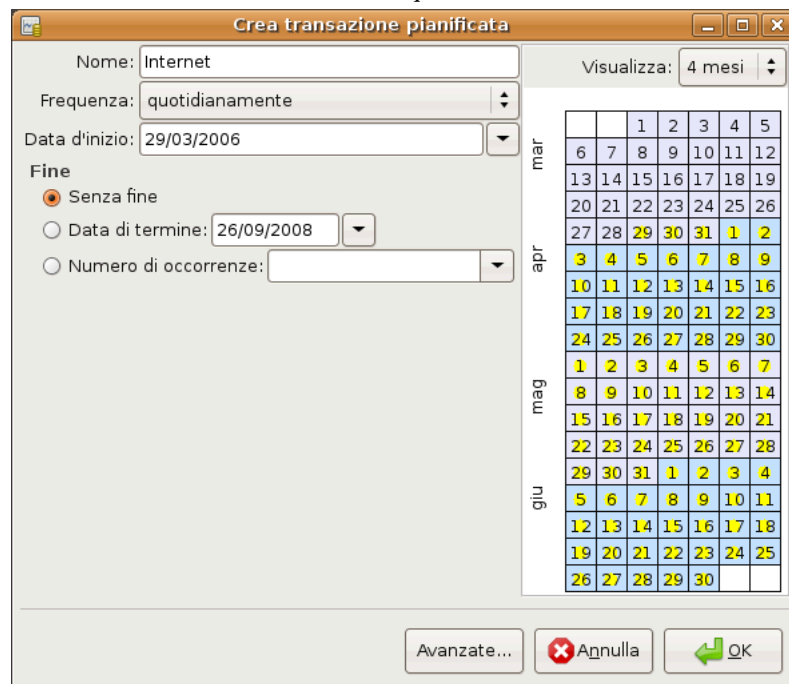 Crea transazione pianificata
Nome: Internet
Frequenza: quotidianamente
Data d'inizio: 29/03/2006
Fine
Senza fine
Data di termine: 26/09/2008
Numero di occorrenze:
Visualizza: 4 mesi
mar
apr
mag
giu
1 2 3 4 5
6 7 8 9 10 11 12
13 14 15 16 17 18 19
20 21 22 23 24 25 26
27 28 29 30 31 1 2
3 4 5 6 7 8 9
10 11 12 13 14 15 16
17 18 19 20 21 22 23
24 25 26 27 28 29 30
1 2 3 4 5 6 7
8 9 10 11 12 13 14
15 16 17 18 19 20 21
22 23 24 25 26 27 28
29 30 31 1 2 3 4
5 6 7 8 9 10 11
12 13 14 15 16 17 18
19 20 21 22 23 24 25
26 27 28 29 30
Avanzate... Annulla OK